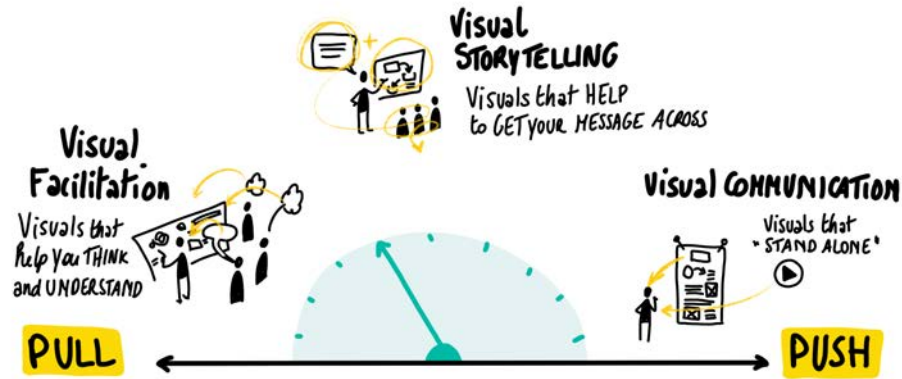 Visual
STORYTELLING
Visuals that HELP
to GET YOUR MESSAGE ACROSS
Visual
Facilitation
Visuals that
help you THINK
and UNDERSTAND
Visual COMMUNICATION
Visuals that
"STAND ALONE"
PULL
PUSH